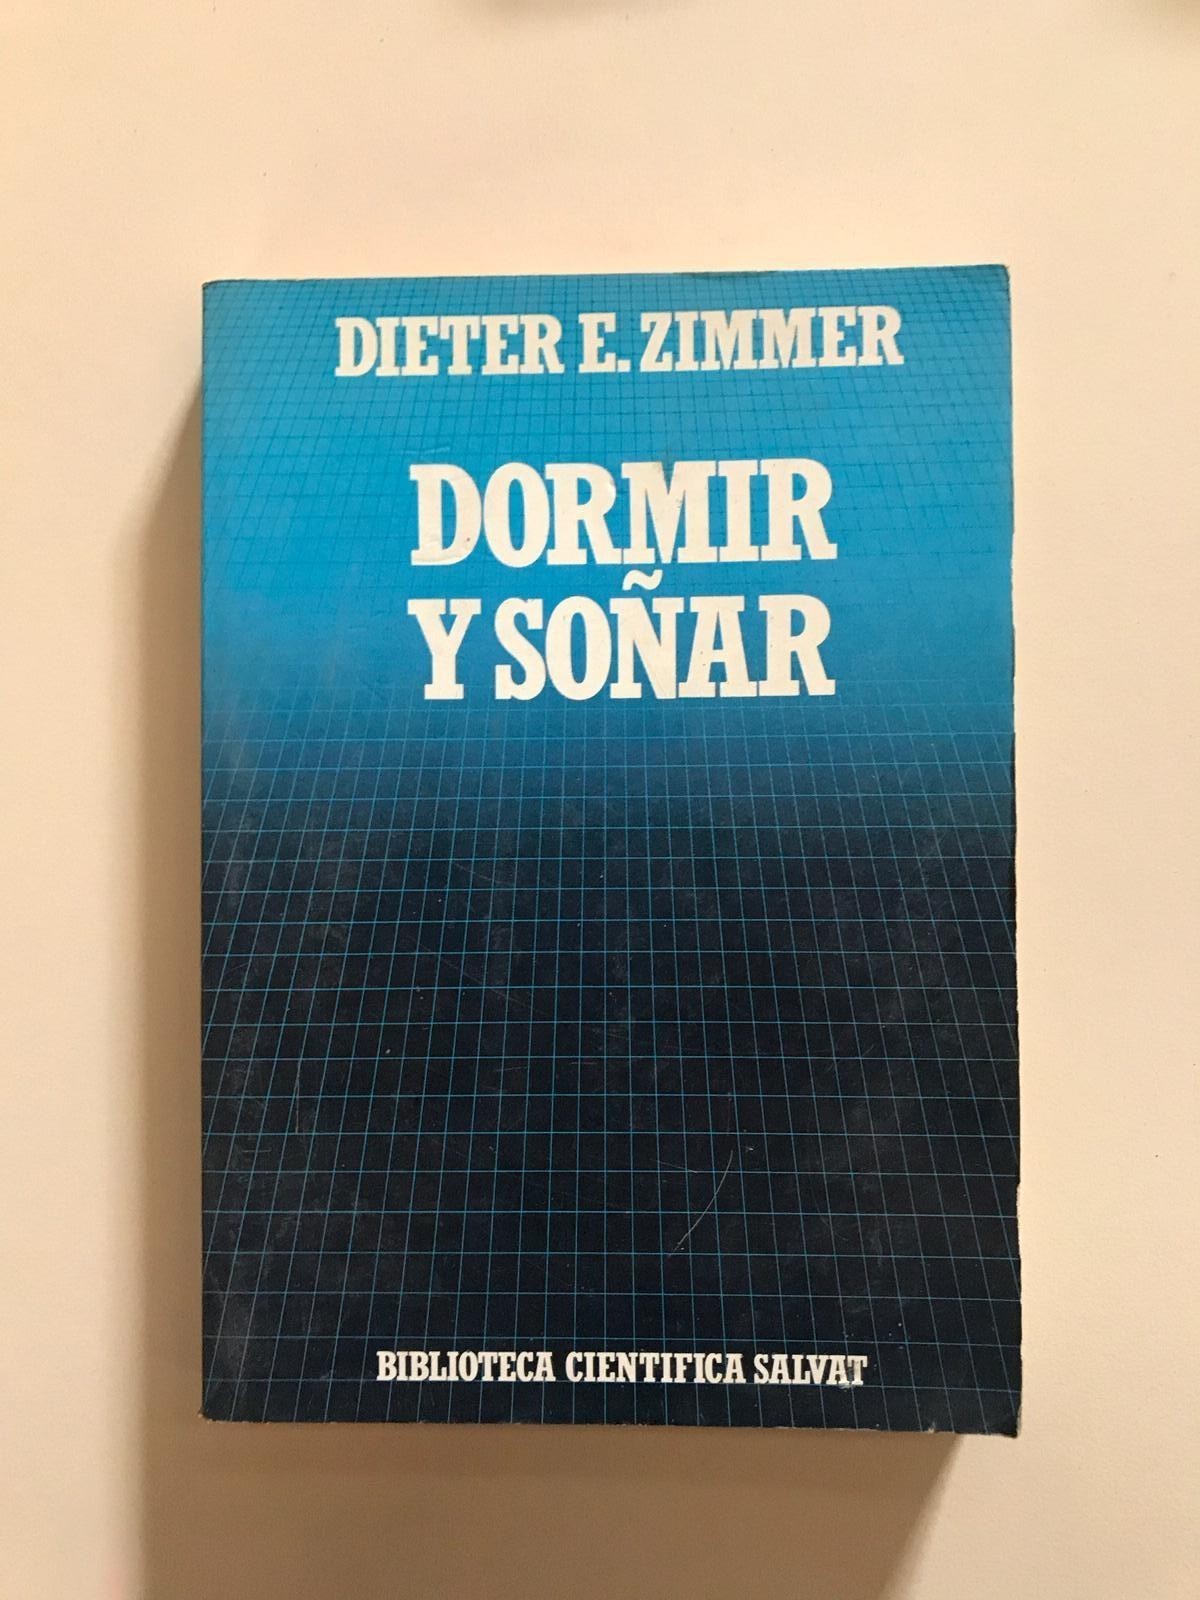 DIETER E. ZIMMER
DORMIR
Y SOÑAR
BIBLIOTECA CIENTIFICA SALVAT